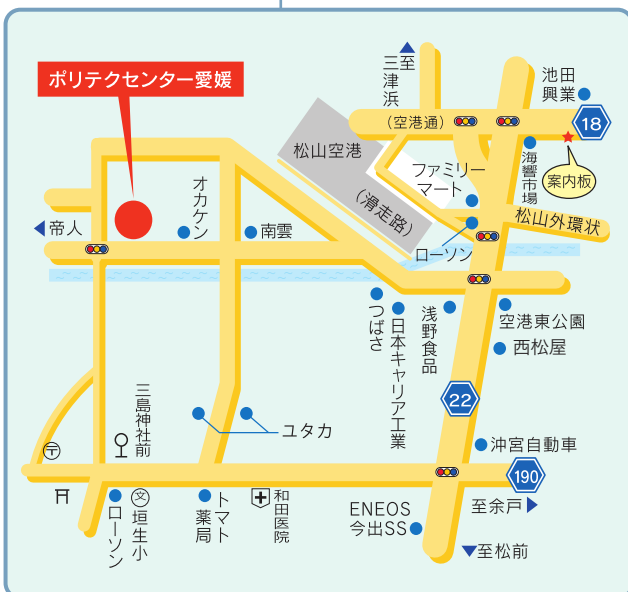 ポリテクセンター愛媛
至三津浜
池田
興業
18
(空港通)
松山空港
(滑走路)
ファミリー
マート
海響市場
案内板
オカケン
帝人
南雲
ローソン
松山外環状
つばさ
日本キャリア工業
浅野食品
空港東公園
西松屋
22
三島神社前
ユタカ
沖宮自動車
〒
190
文
垣生小
ローソン
トマト
薬局
和田医院
ENEOS
今出SS
至余戸
至松前